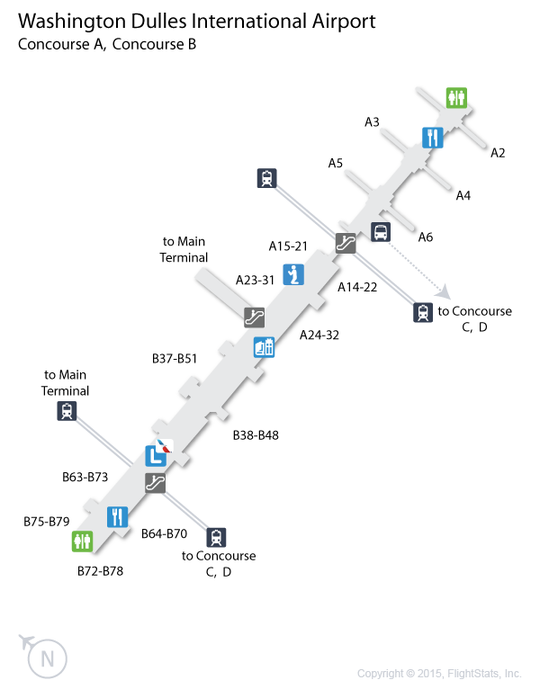 Washington Dulles International Airport
Concourse A, Concourse B
A3
A2
A5
A4
A6
to Main
Terminal
A15-21
A23-31
A14-22
to Concourse
C, D
A24-32
B37-B51
to Main
Terminal
B38-B48
L
B63-B73
B75-B79
B64-B70
to Concourse
C, D
B72-B78
N
Copyright © 2015, FlightStats, Inc.